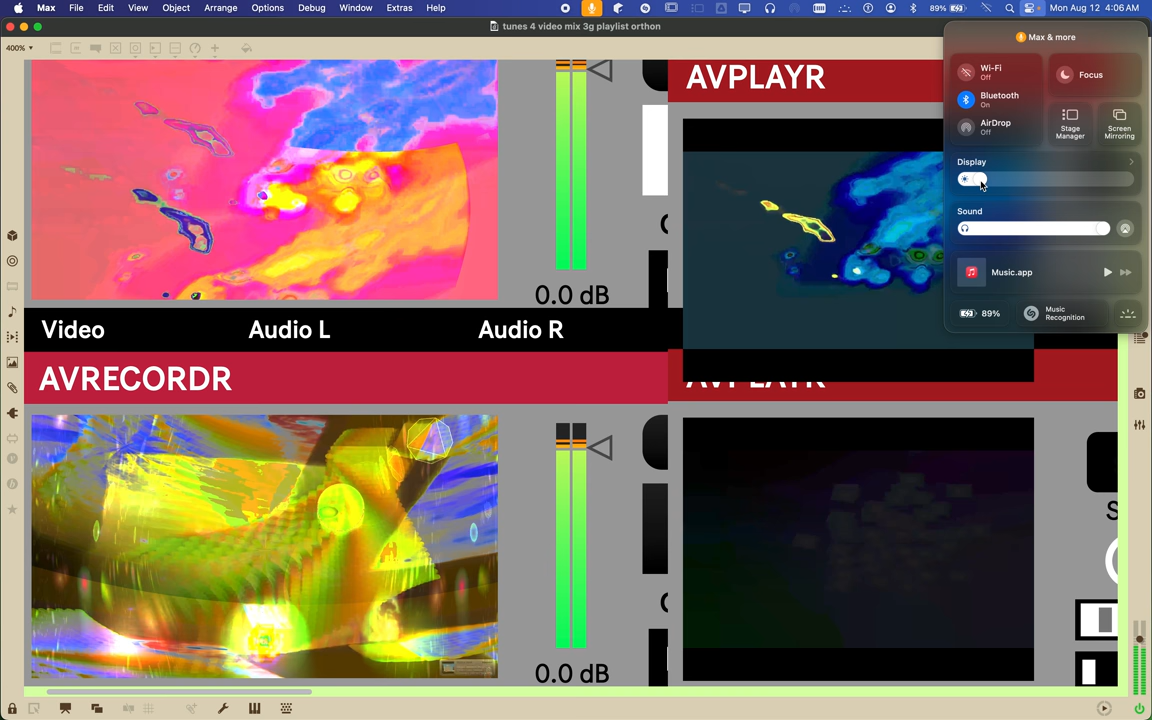 Max File Edit View Object Arrange Options Debug Window Extras Help
89% Mon Aug 12 4:06 AM
tunes 4 video mix 3g playlist orthon
400%
Max & more
Wi-Fi
Off
Focus
Bluetooth
On
AirDrop
Off
Stage
Manager
Screen
Mirroring
Display
Sound
Music.app
89%
Music
Recognition
AVPLAYR
0.0 dB
Video Audio L Audio R
AVRECORDR
AVPLAYR
0.0 dB